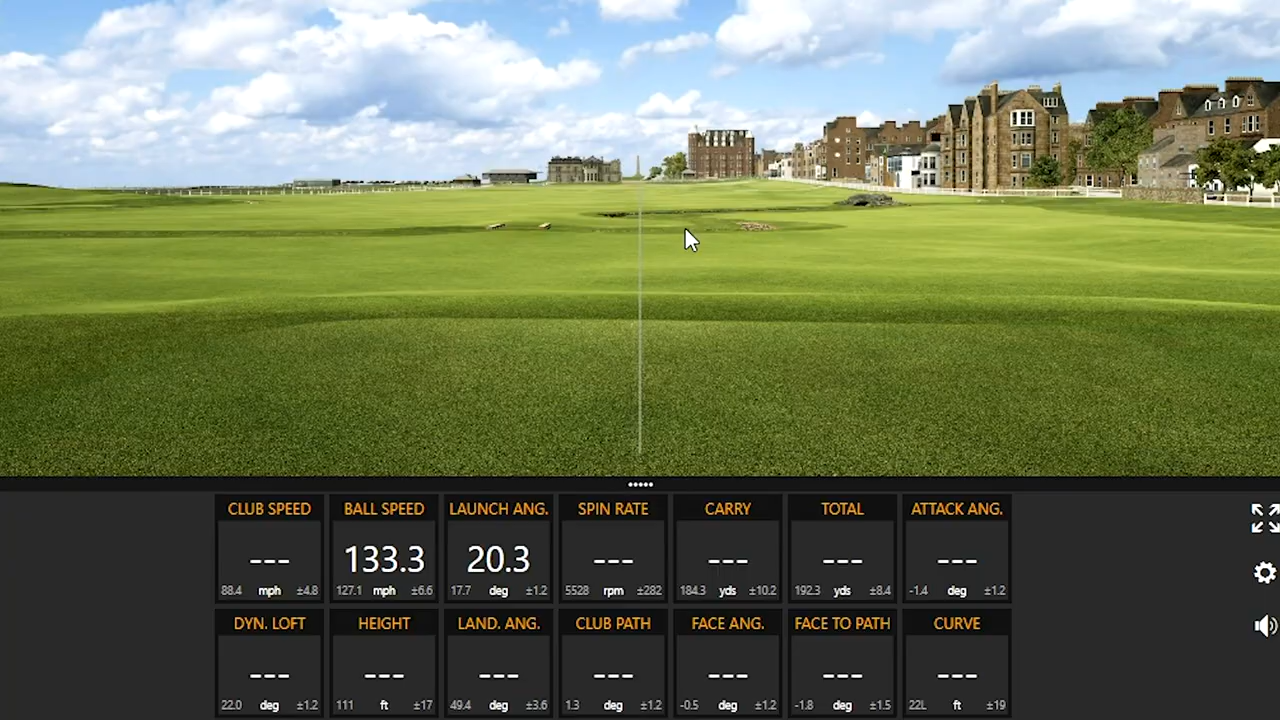 CLUB SPEED BALL SPEED LAUNCH ANG. SPIN RATE CARRY TOTAL ATTACK ANG.
--- 133.3 20.3 --- --- --- ---
88.4 mph ±4.8 127.1 mph ±6.6 17.7 deg ±1.2 5528 rpm ±282 184.3 yds ±10.2 192.3 yds ±8.4 -1.4 deg ±1.2
DYN. LOFT HEIGHT LAND. ANG. CLUB PATH FACE ANG. FACE TO PATH CURVE
--- --- --- --- --- --- ---
22.0 deg ±1.2 111 ft ±17 49.4 deg ±3.6 1.3 deg ±1.2 -0.5 deg ±1.2 -1.8 deg ±1.5 22L ft ±19